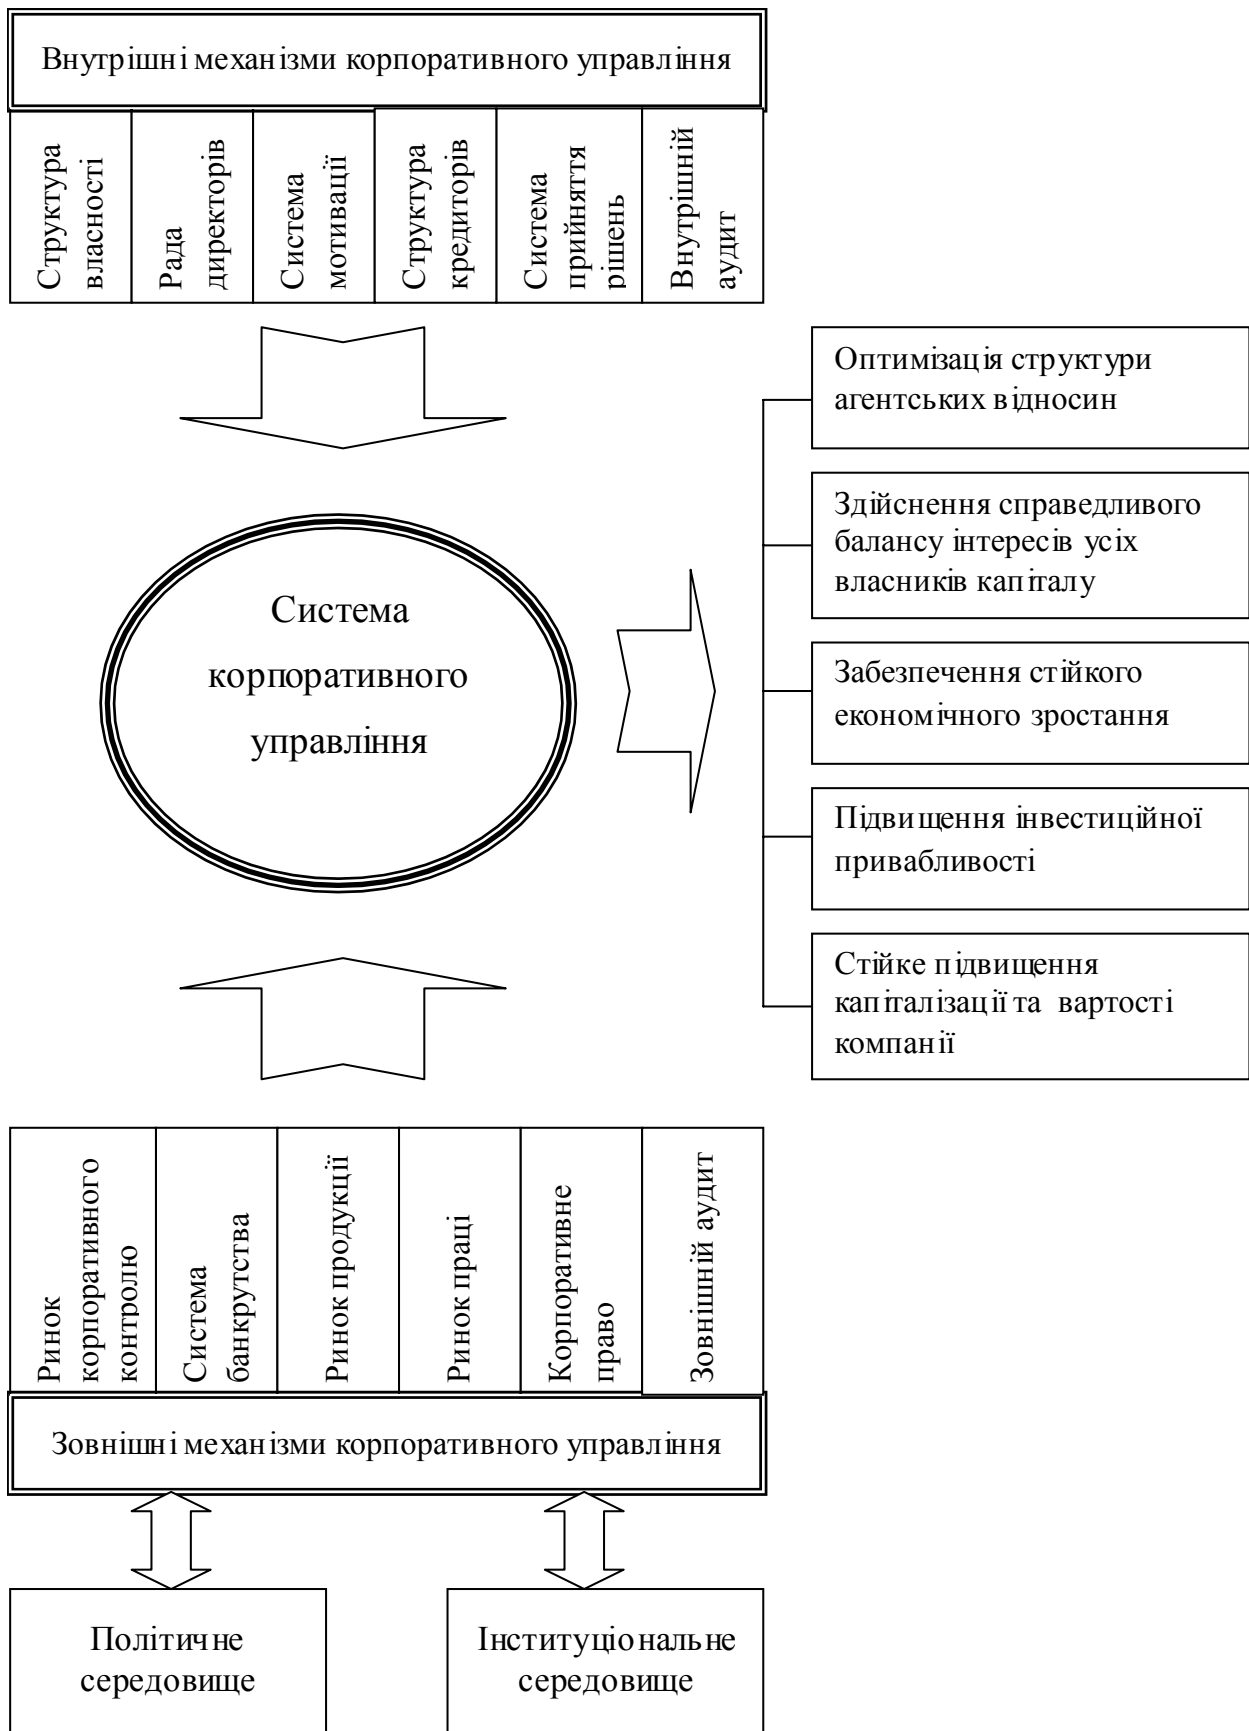 Внутрішні механізми корпоративного управління
Структура
власності
Рада
директорів
Система
мотивації
Структура
кредиторів
Система
прийняття
рішень
Внутрішній
аудит
Оптимізація структури
агентських відносин
Здійснення справедливого
балансу інтересів усіх
власників капіталу
Система
корпоративного
управління
Забезпечення стійкого
економічного зростання
Підвищення інвестиційної
привабливості
Стійке підвищення
капіталізації та вартості
компанії
Ринок
корпоративного
контролю
Система
банкрутства
Ринок продукції
Ринок праці
Корпоративне
право
Зовнішній аудит
Зовнішні механізми корпоративного управління
Політичне
середовище
Інституціональне
середовище